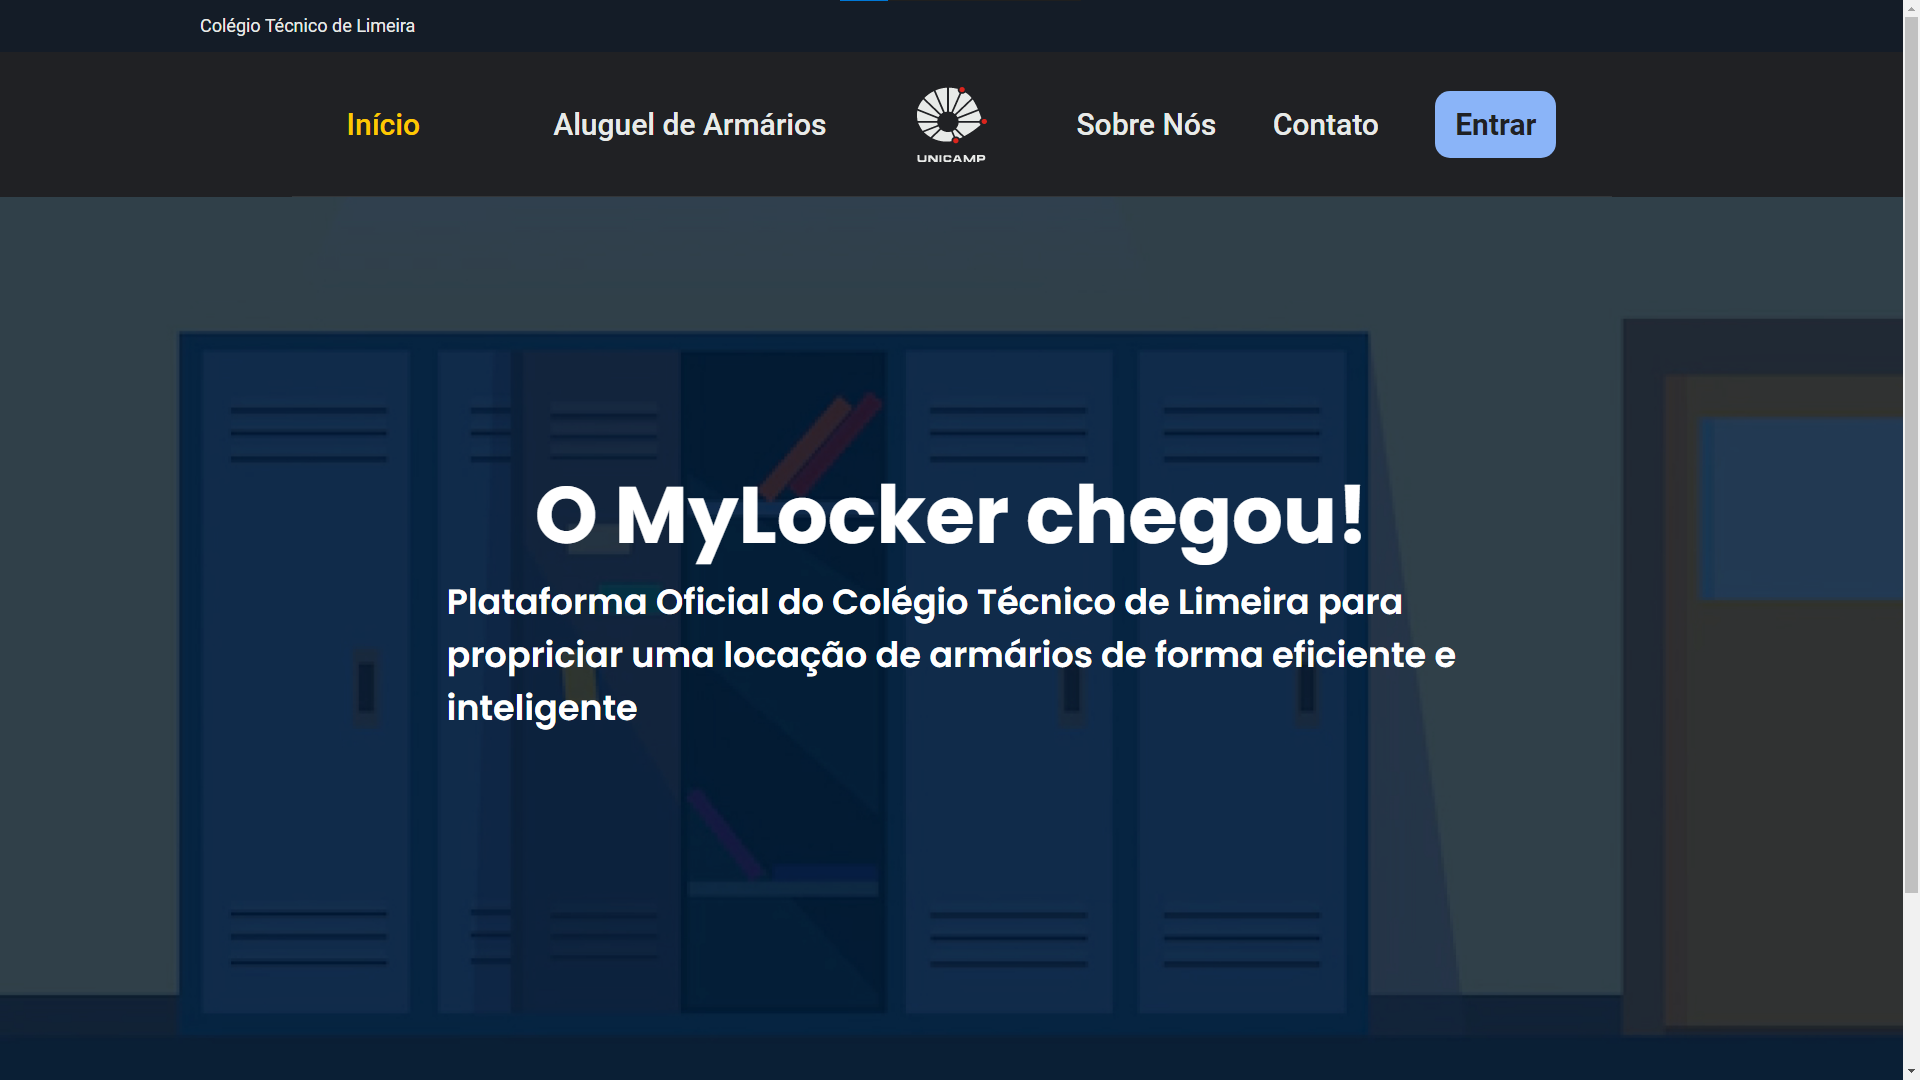 Colégio Técnico de Limeira
Início
Aluguel de Armários
UNICAMP
Sobre Nós
Contato
Entrar
O MyLocker chegou!
Plataforma Oficial do Colégio Técnico de Limeira para
propriciar uma locação de armários de forma eficiente e
inteligente